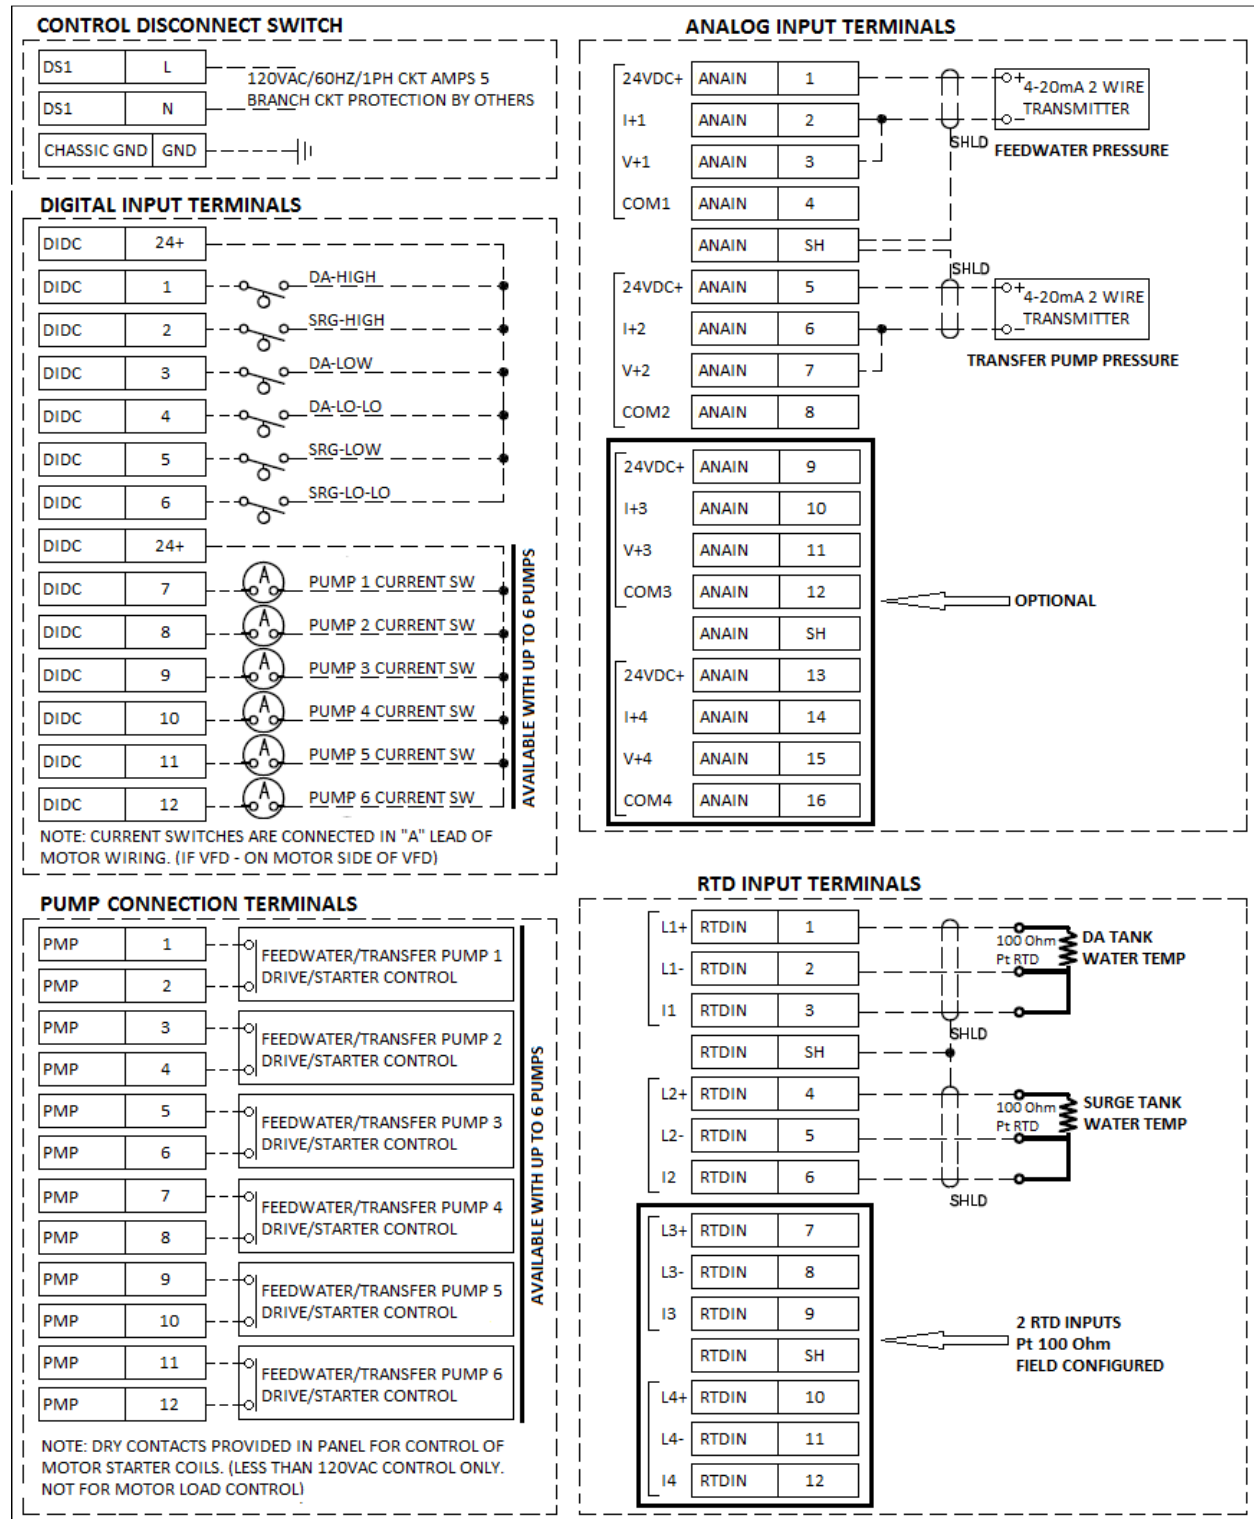 CONTROL DISCONNECT SWITCH
DS1 L
120VAC/60HZ/1PH CKT AMPS 5
BRANCH CKT PROTECTION BY OTHERS
DS1 N
CHASSIC GND GND
DIGITAL INPUT TERMINALS
DIDC 24+
DIDC 1 DA-HIGH
DIDC 2 SRG-HIGH
DIDC 3 DA-LOW
DIDC 4 DA-LO-LO
DIDC 5 SRG-LOW
DIDC 6 SRG-LO-LO
DIDC 24+
DIDC 7 A PUMP 1 CURRENT SW
DIDC 8 A PUMP 2 CURRENT SW
DIDC 9 A PUMP 3 CURRENT SW
DIDC 10 A PUMP 4 CURRENT SW
DIDC 11 A PUMP 5 CURRENT SW
DIDC 12 A PUMP 6 CURRENT SW
AVAILABLE WITH UP TO 6 PUMPS
NOTE: CURRENT SWITCHES ARE CONNECTED IN "A" LEAD OF
MOTOR WIRING. (IF VFD - ON MOTOR SIDE OF VFD)
PUMP CONNECTION TERMINALS
PMP 1
FEEDWATER/TRANSFER PUMP 1
DRIVE/STARTER CONTROL
PMP 2
PMP 3
FEEDWATER/TRANSFER PUMP 2
DRIVE/STARTER CONTROL
PMP 4
PMP 5
FEEDWATER/TRANSFER PUMP 3
DRIVE/STARTER CONTROL
PMP 6
PMP 7
FEEDWATER/TRANSFER PUMP 4
DRIVE/STARTER CONTROL
PMP 8
PMP 9
FEEDWATER/TRANSFER PUMP 5
DRIVE/STARTER CONTROL
PMP 10
PMP 11
FEEDWATER/TRANSFER PUMP 6
DRIVE/STARTER CONTROL
PMP 12
AVAILABLE WITH UP TO 6 PUMPS
NOTE: DRY CONTACTS PROVIDED IN PANEL FOR CONTROL OF
MOTOR STARTER COILS. (LESS THAN 120VAC CONTROL ONLY.
NOT FOR MOTOR LOAD CONTROL)
ANALOG INPUT TERMINALS
24VDC+ ANAIN 1
+ 4-20mA 2 WIRE
TRANSMITTER
I+1 ANAIN 2
SHLD
FEEDWATER PRESSURE
V+1 ANAIN 3
COM1 ANAIN 4
ANAIN SH
SHLD
24VDC+ ANAIN 5
+ 4-20mA 2 WIRE
TRANSMITTER
I+2 ANAIN 6
TRANSFER PUMP PRESSURE
V+2 ANAIN 7
COM2 ANAIN 8
24VDC+ ANAIN 9
I+3 ANAIN 10
V+3 ANAIN 11
COM3 ANAIN 12
OPTIONAL
ANAIN SH
24VDC+ ANAIN 13
I+4 ANAIN 14
V+4 ANAIN 15
COM4 ANAIN 16
RTD INPUT TERMINALS
L1+ RTDIN 1
100 Ohm
Pt RTD
DA TANK
WATER TEMP
L1- RTDIN 2
I1 RTDIN 3
SHLD
RTDIN SH
L2+ RTDIN 4
100 Ohm
Pt RTD
SURGE TANK
WATER TEMP
L2- RTDIN 5
I2 RTDIN 6
SHLD
L3+ RTDIN 7
L3- RTDIN 8
I3 RTDIN 9
2 RTD INPUTS
Pt 100 Ohm
FIELD CONFIGURED
RTDIN SH
L4+ RTDIN 10
L4- RTDIN 11
I4 RTDIN 12